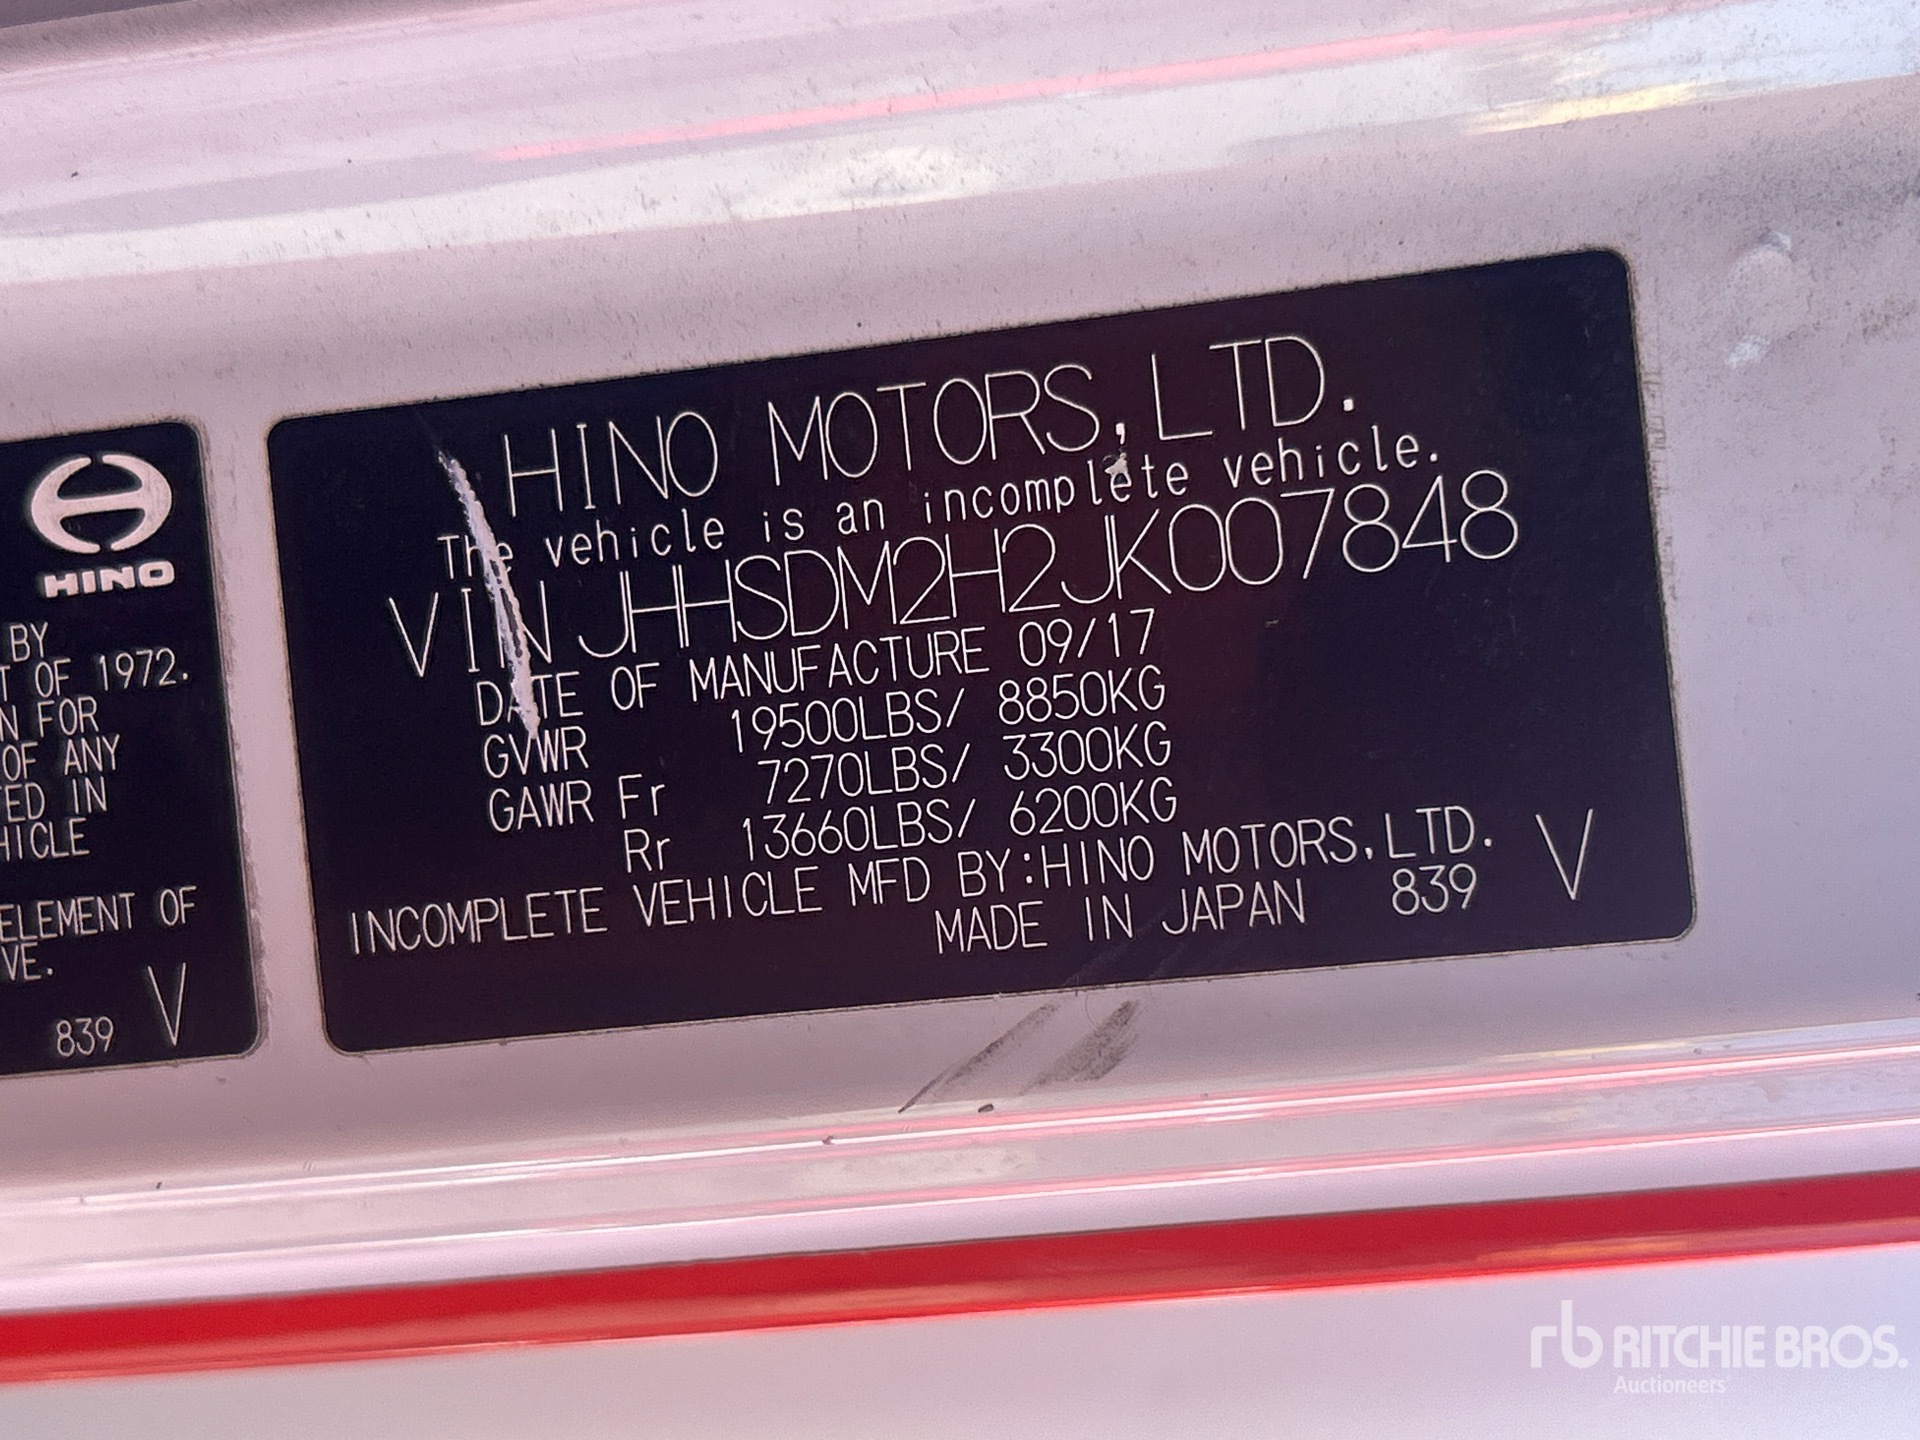 HINO
BY
T OF 1972.
N FOR
OF ANY
TED IN
HICLE
ELEMENT OF
VE.
839 V
HINO MOTORS, LTD.
The vehicle is an incomplete vehicle.
VIN JHHSDM2H2JK007848
DATE OF MANUFACTURE 09/17
GVWR 19500LBS/ 8850KG
GAWR Fr 7270LBS/ 3300KG
Rr 13660LBS/ 6200KG
INCOMPLETE VEHICLE MFD BY:HINO MOTORS, LTD.
MADE IN JAPAN 839 V
rb RITCHIE BROS.
Auctioneers